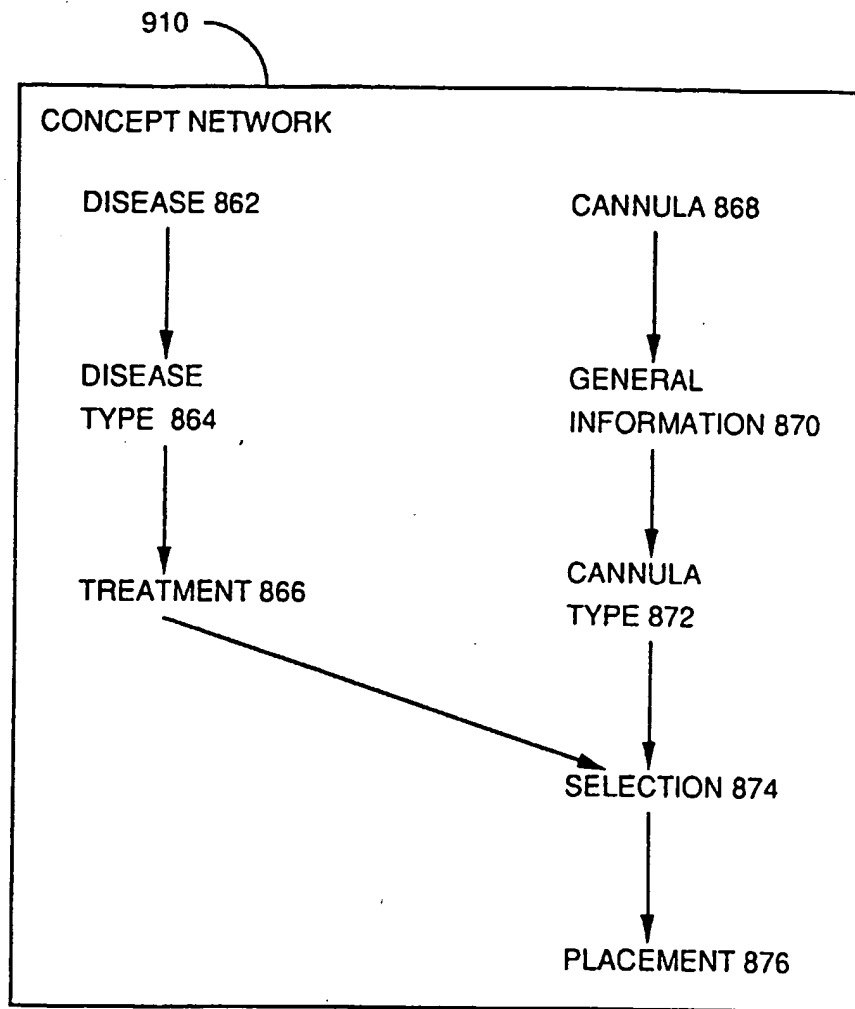 910
CONCEPT NETWORK
DISEASE 862
CANNULA 868
DISEASE
TYPE 864
GENERAL
INFORMATION 870
TREATMENT 866
CANNULA
TYPE 872
SELECTION 874
PLACEMENT 876